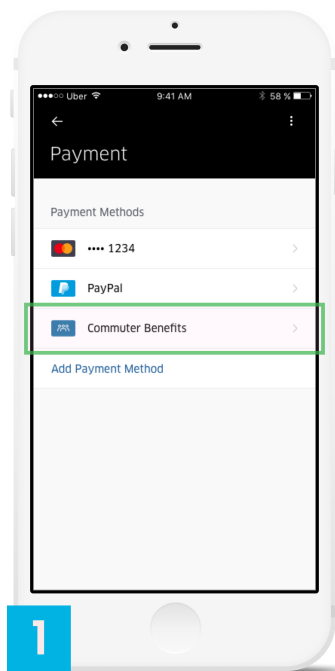 ●●●○○ Uber 9:41 AM 58 %
Payment
Payment Methods
•••• 1234
PayPal
Commuter Benefits
Add Payment Method
1